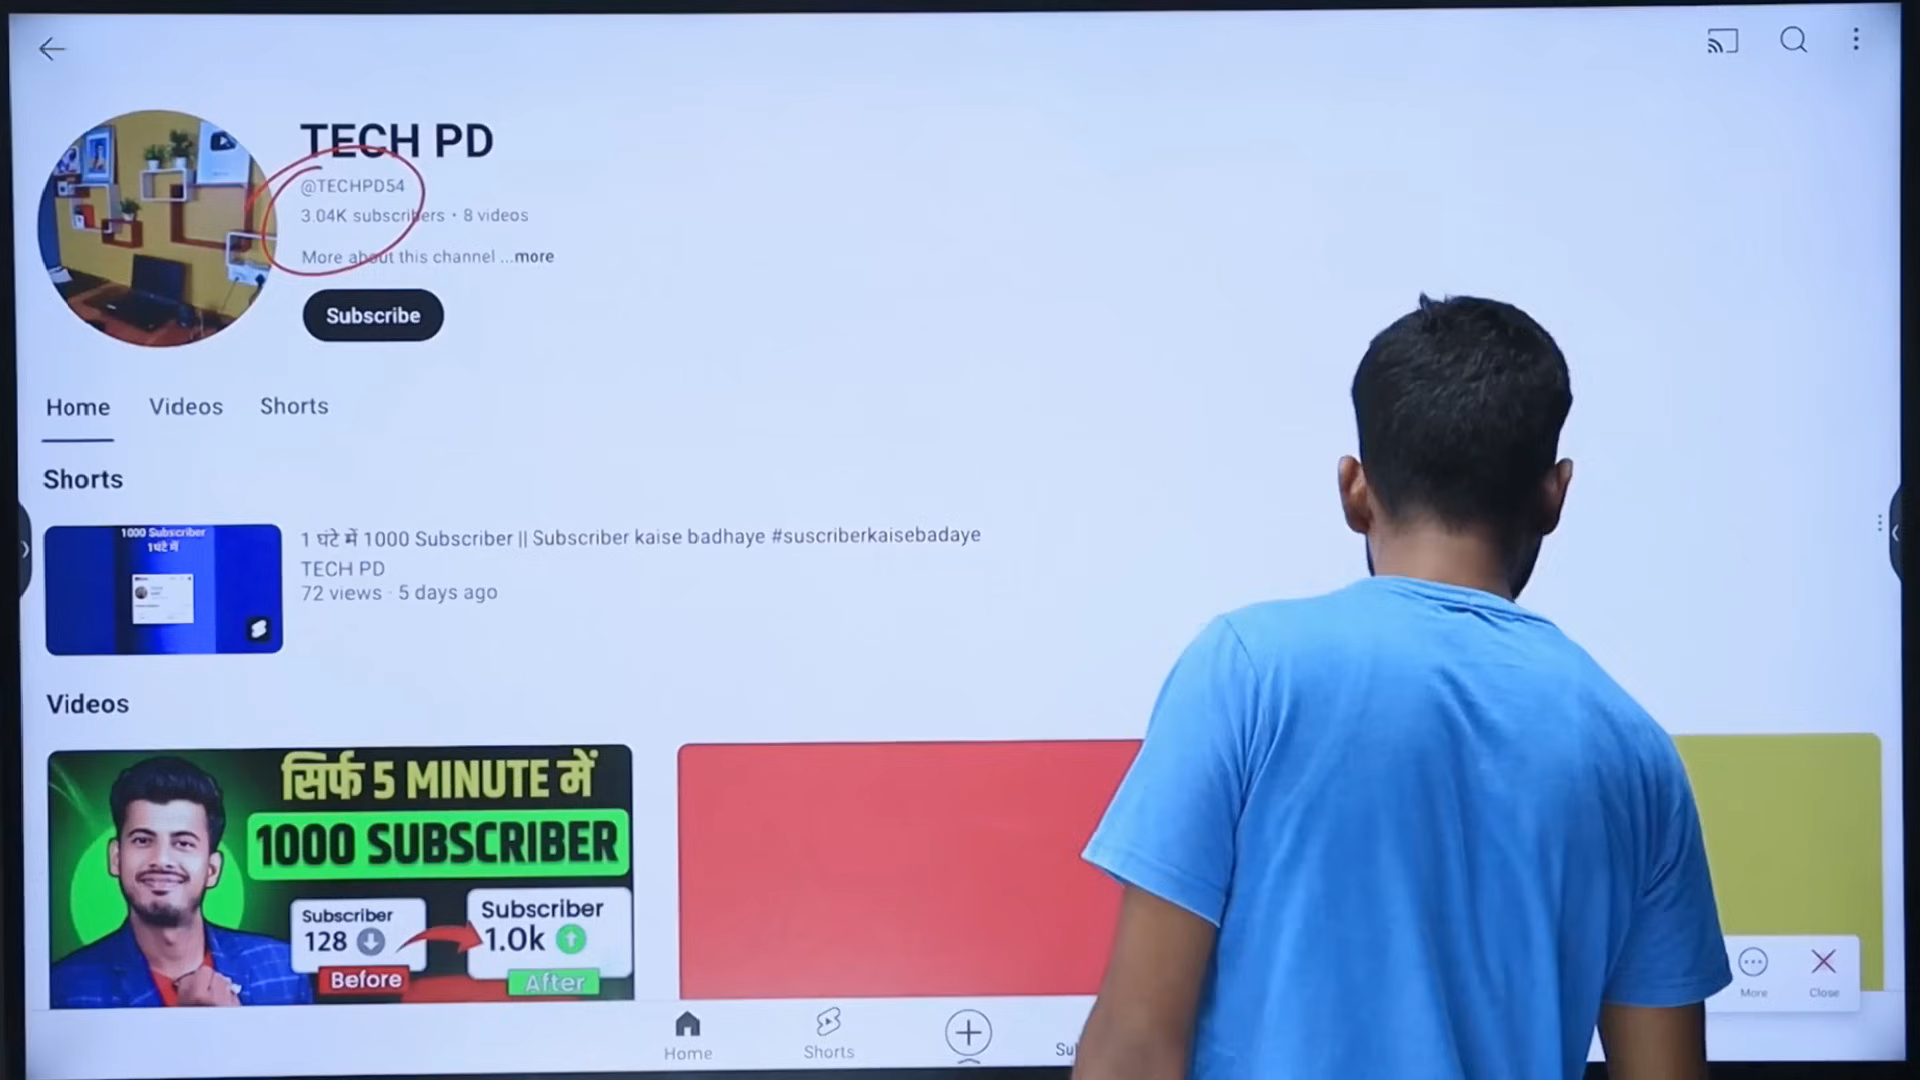 TECH PD
@TECHPD54
3.04K subscribers • 8 videos
More about this channel ...more
Subscribe
Home Videos Shorts
Shorts
1000 Subscriber
1 घंटे में
1 घंटे में 1000 Subscriber || Subscriber kaise badhaye #suscriberkaisebadaye
TECH PD
72 views · 5 days ago
Videos
सिर्फ 5 MINUTE में
1000 SUBSCRIBER
Subscriber
128
Before
Subscriber
1.0k
After
More Close
Home Shorts